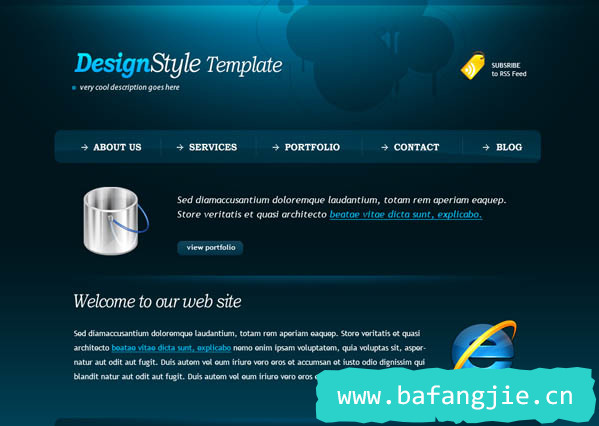 DesignStyle Template
very cool description goes here
SUBSRIBE
to RSS Feed
→ ABOUT US → SERVICES → PORTFOLIO → CONTACT → BLOG
Sed diamaccusantium doloremque laudantium, totam rem aperiam eaquep.
Store veritatis et quasi architecto beatae vitae dicta sunt, explicabo.
view portfolio
Welcome to our web site
Sed diamaccusantium doloremque laudantium, totam rem aperiam eaquep. Store veritatis et quasi
architecto beatae vitae dicta sunt, explicabo nemo enim ipsam voluptatem, quia voluptas sit, asper-
natur aut odit aut fugit. Duis autem vel eum iriure vero eros et accumsan et iusto odio dignissim qui
blandit natur aut odit aut fugit. Duis autem vel eum iriure vero eros
www.bafangjie.cn